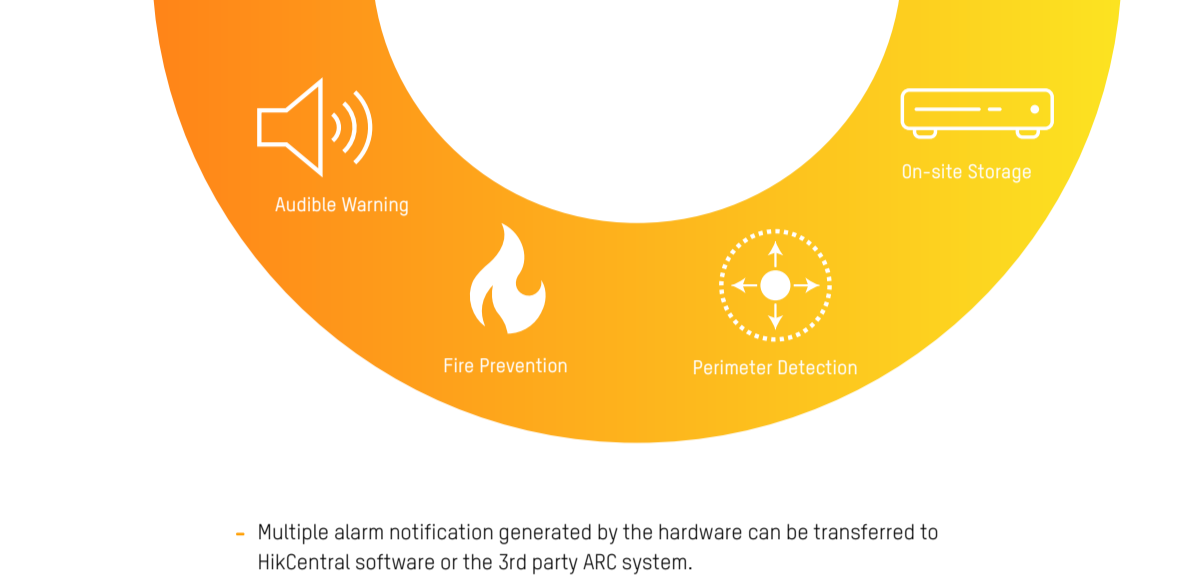 On-site Storage
Audible Warning
Fire Prevention
Perimeter Detection
- Multiple alarm notification generated by the hardware can be transferred to
HikCentral software or the 3rd party ARC system.